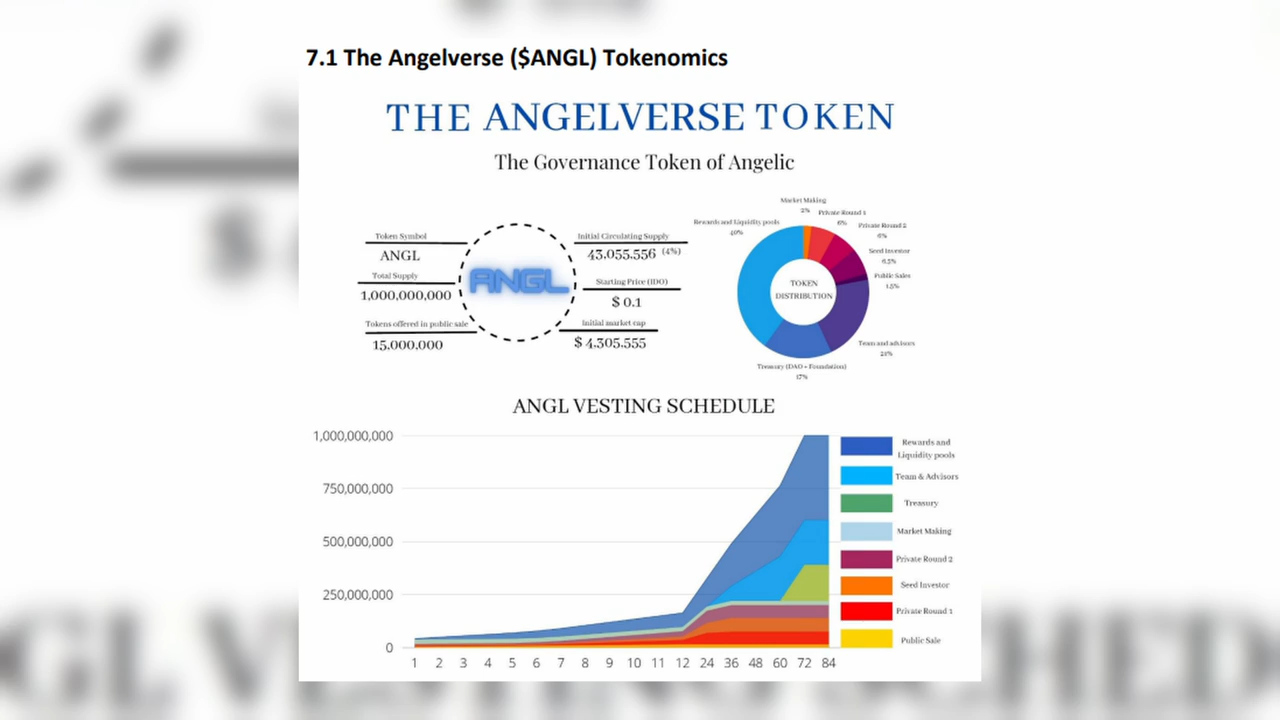 7.1 The Angelverse ($ANGL) Tokenomics
THE ANGELVERSE TOKEN
The Governance Token of Angelic
Token Symbol
ANGL
Total Supply
1,000,000,000
Tokens offered in public sale
15.000.000
ANGL
Initial Circulating Supply
43.055.556 (4%)
Starting Price (IDO)
$ 0.1
Initial market cap
$ 4.305.555
Market Making
2%
Private Round 1
6%
Private Round 2
6%
Seed Investor
6.5%
Public Sales
1.5%
Rewards and Liquidity pools
40%
TOKEN
DISTRIBUTION
Team and advisors
21%
Treasury (DAO + Foundation)
17%
ANGL VESTING SCHEDULE
1,000,000,000
750,000,000
500,000,000
250,000,000
0
1 2 3 4 5 6 7 8 9 10 11 12 24 36 48 60 72 84
Rewards and
Liquidity pools
Team & Advisors
Treasury
Market Making
Private Round 2
Seed Investor
Private Round 1
Public Sale